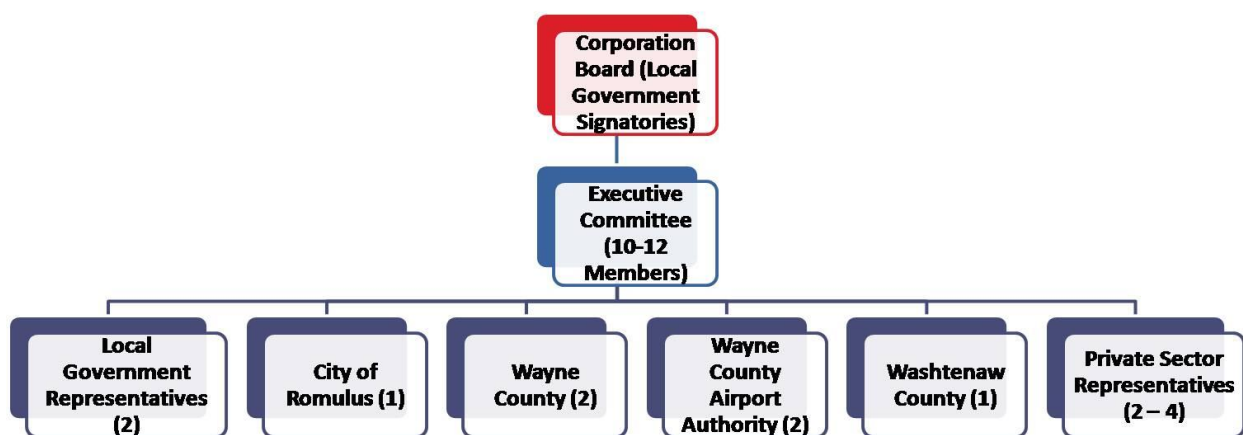 Corporation
Board (Local
Government
Signatories)
Executive
Committee
(10-12
Members)
Local
Government
Representatives
(2)
City of
Romulus (1)
Wayne
County (2)
Wayne
County
Airport
Authority (2)
Washtenaw
County (1)
Private Sector
Representatives
(2 – 4)